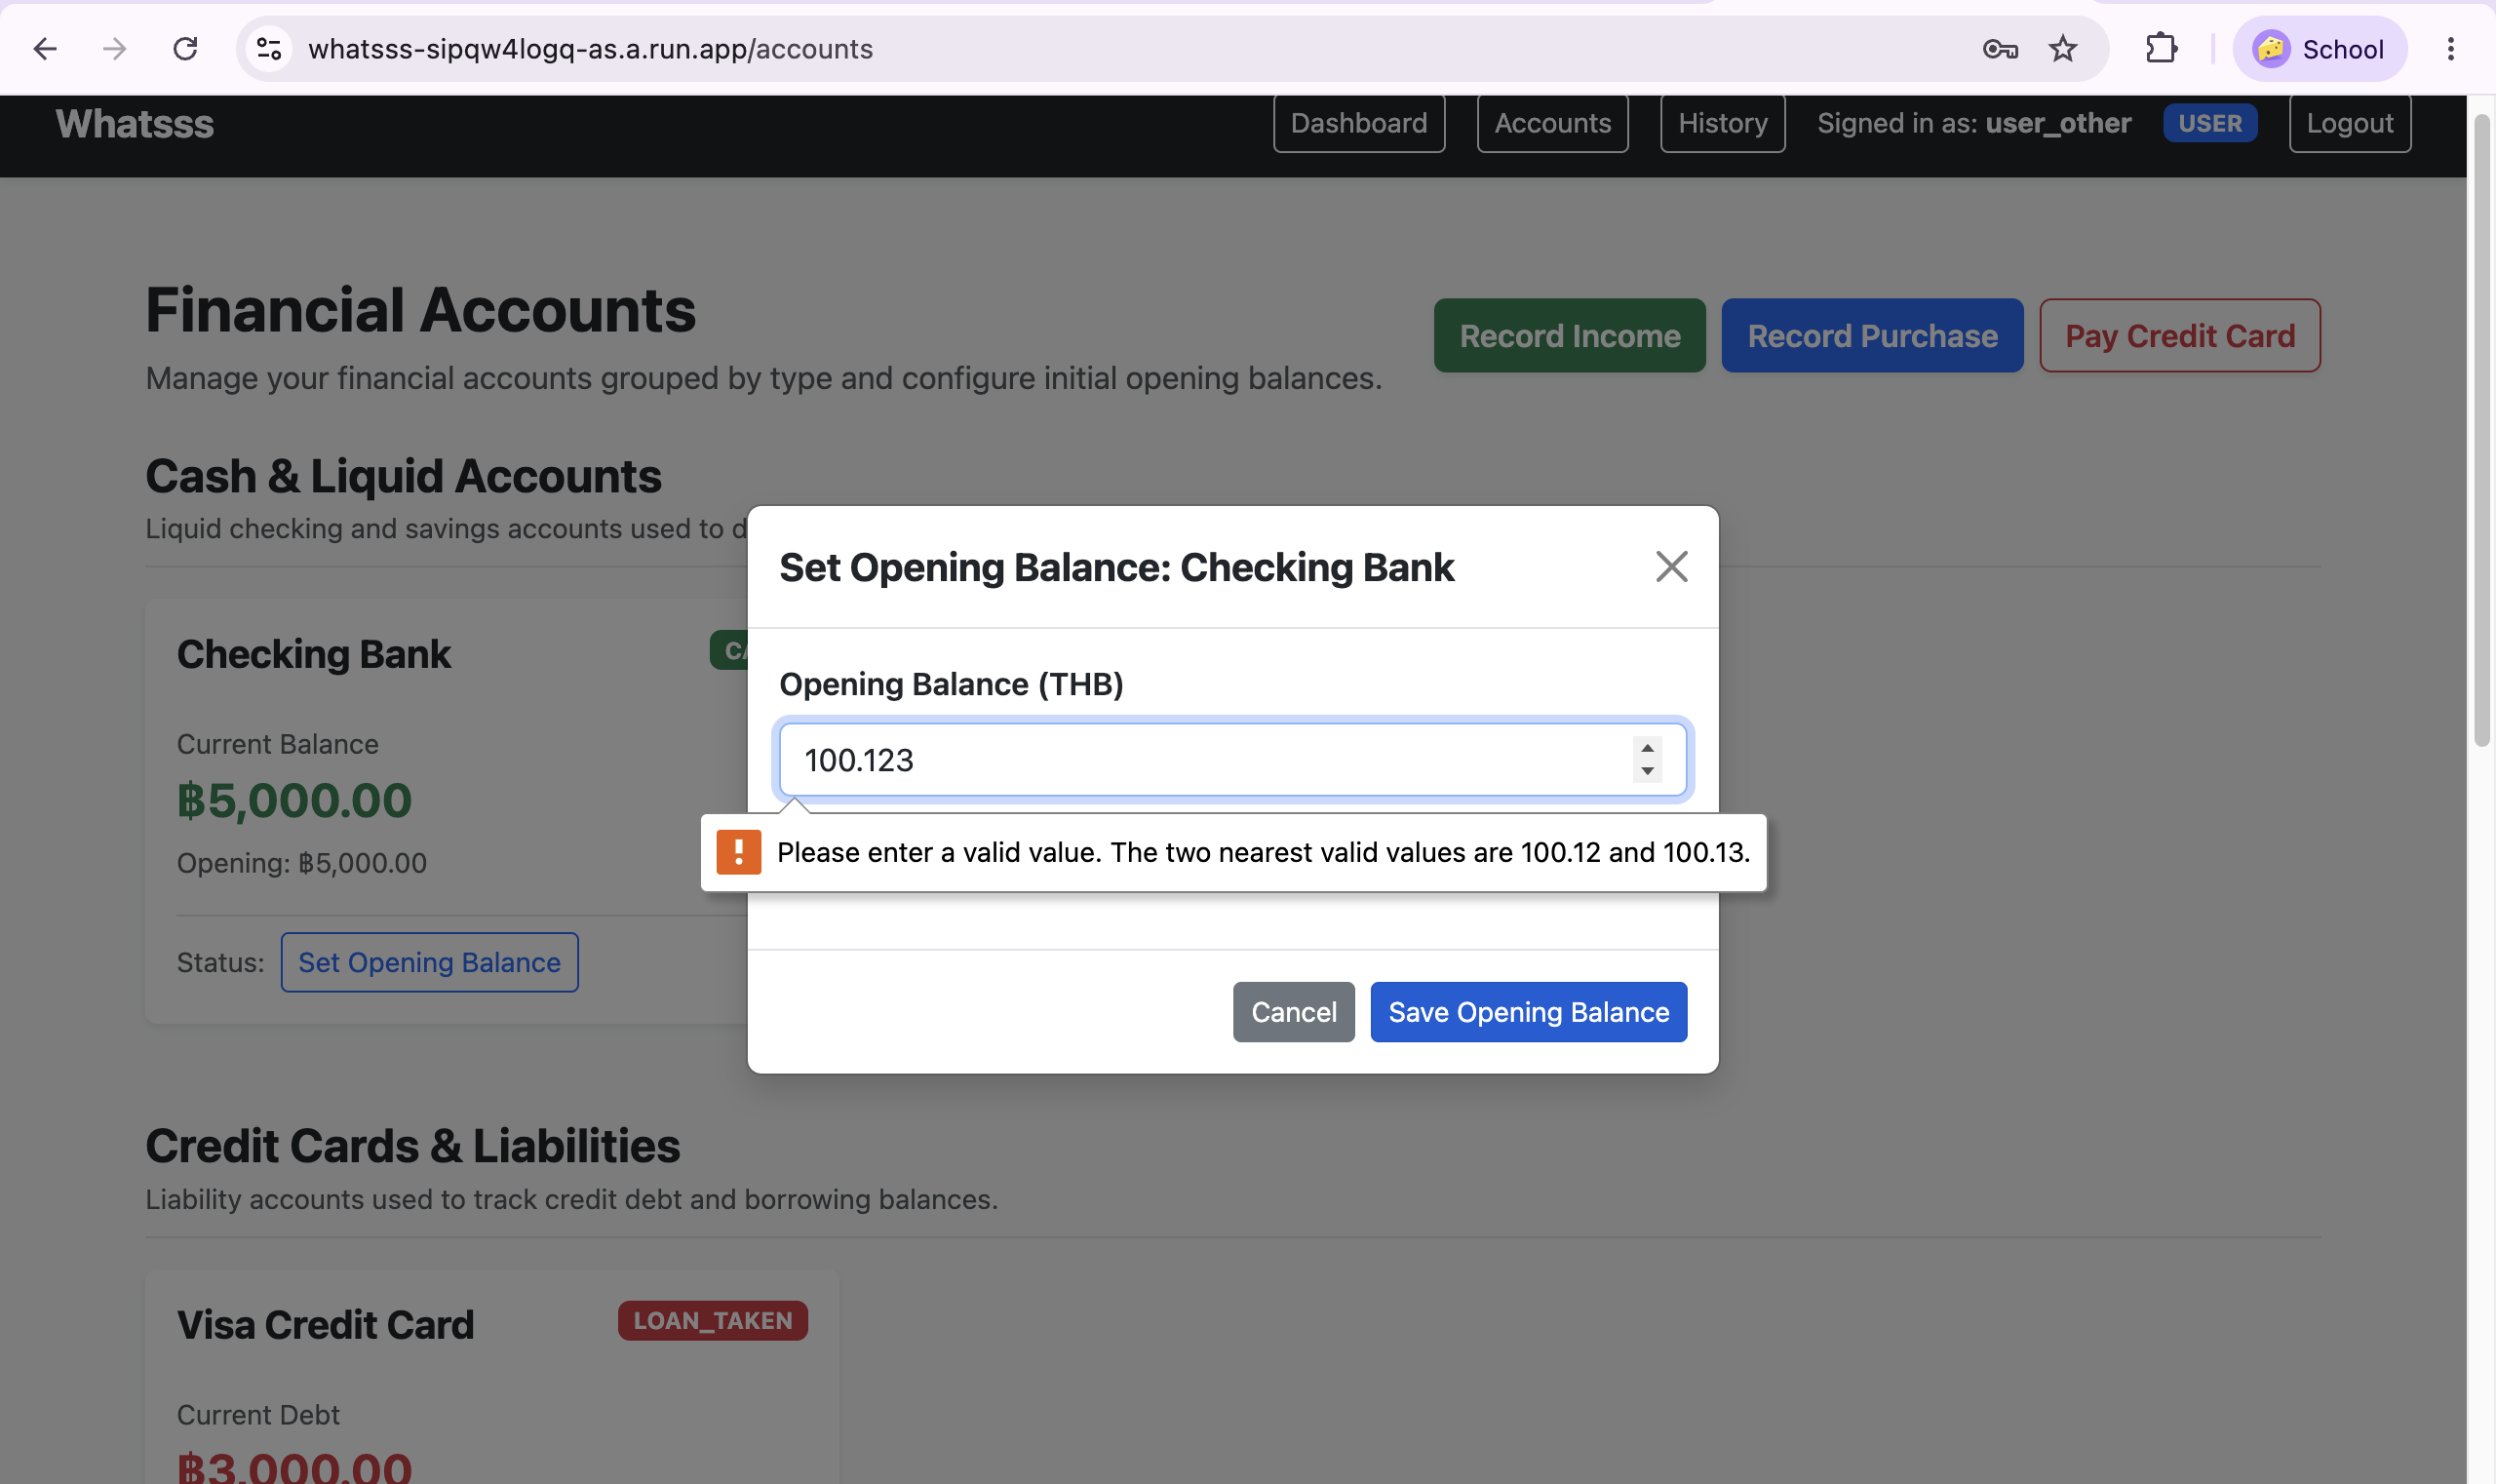 whatsss-sipqw4logq-as.a.run.app/accounts
School
Whatsss
Dashboard
Accounts
History
Signed in as: user_other
USER
Logout
Financial Accounts
Manage your financial accounts grouped by type and configure initial opening balances.
Record Income
Record Purchase
Pay Credit Card
Cash & Liquid Accounts
Liquid checking and savings accounts used to
Checking Bank
Current Balance
฿5,000.00
Opening: ฿5,000.00
Status:
Set Opening Balance
Set Opening Balance: Checking Bank
Opening Balance (THB)
100.123
Please enter a valid value. The two nearest valid values are 100.12 and 100.13.
Cancel
Save Opening Balance
Credit Cards & Liabilities
Liability accounts used to track credit debt and borrowing balances.
Visa Credit Card
LOAN_TAKEN
Current Debt
฿3,000.00